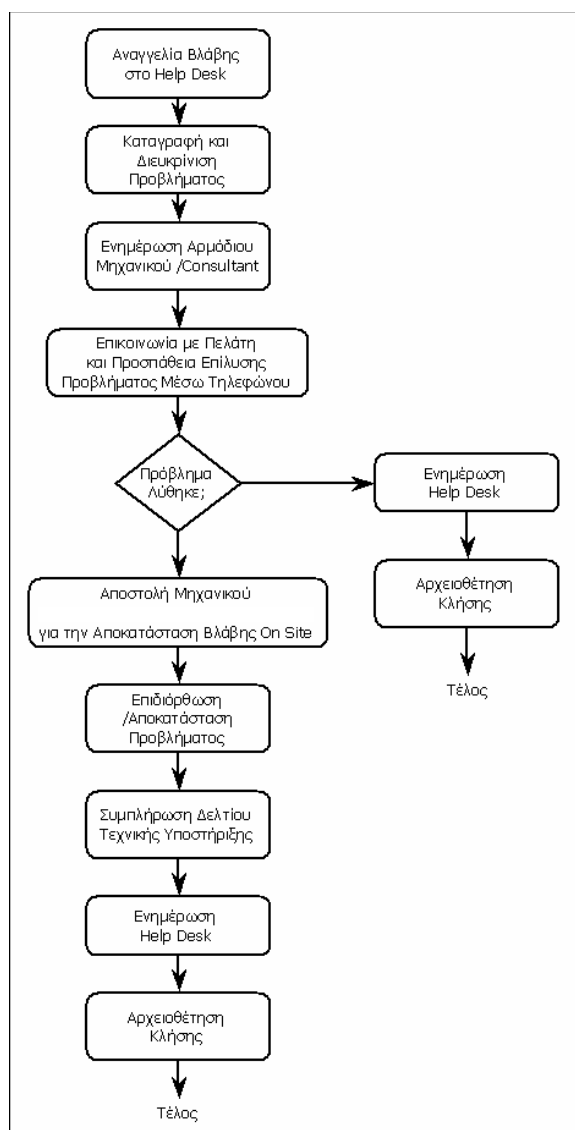 Αναγγελία Βλάβης
στο Help Desk
Καταγραφή και
Διευκρίνιση
Προβλήματος
Ενημέρωση Αρμόδιου
Μηχανικού /Consultant
Επικοινωνία με Πελάτη
και Προσπάθεια Επίλυσης
Προβλήματος Μέσω Τηλεφώνου
Πρόβλημα
Λύθηκε;
Ενημέρωση
Help Desk
Αρχειοθέτηση
Κλήσης
Τέλος
Αποστολή Μηχανικού
για την Αποκατάσταση Βλάβης On Site
Επιδιόρθωση
/Αποκατάσταση
Προβλήματος
Συμπλήρωση Δελτίου
Τεχνικής Υποστήριξης
Ενημέρωση
Help Desk
Αρχειοθέτηση
Κλήσης
Τέλος